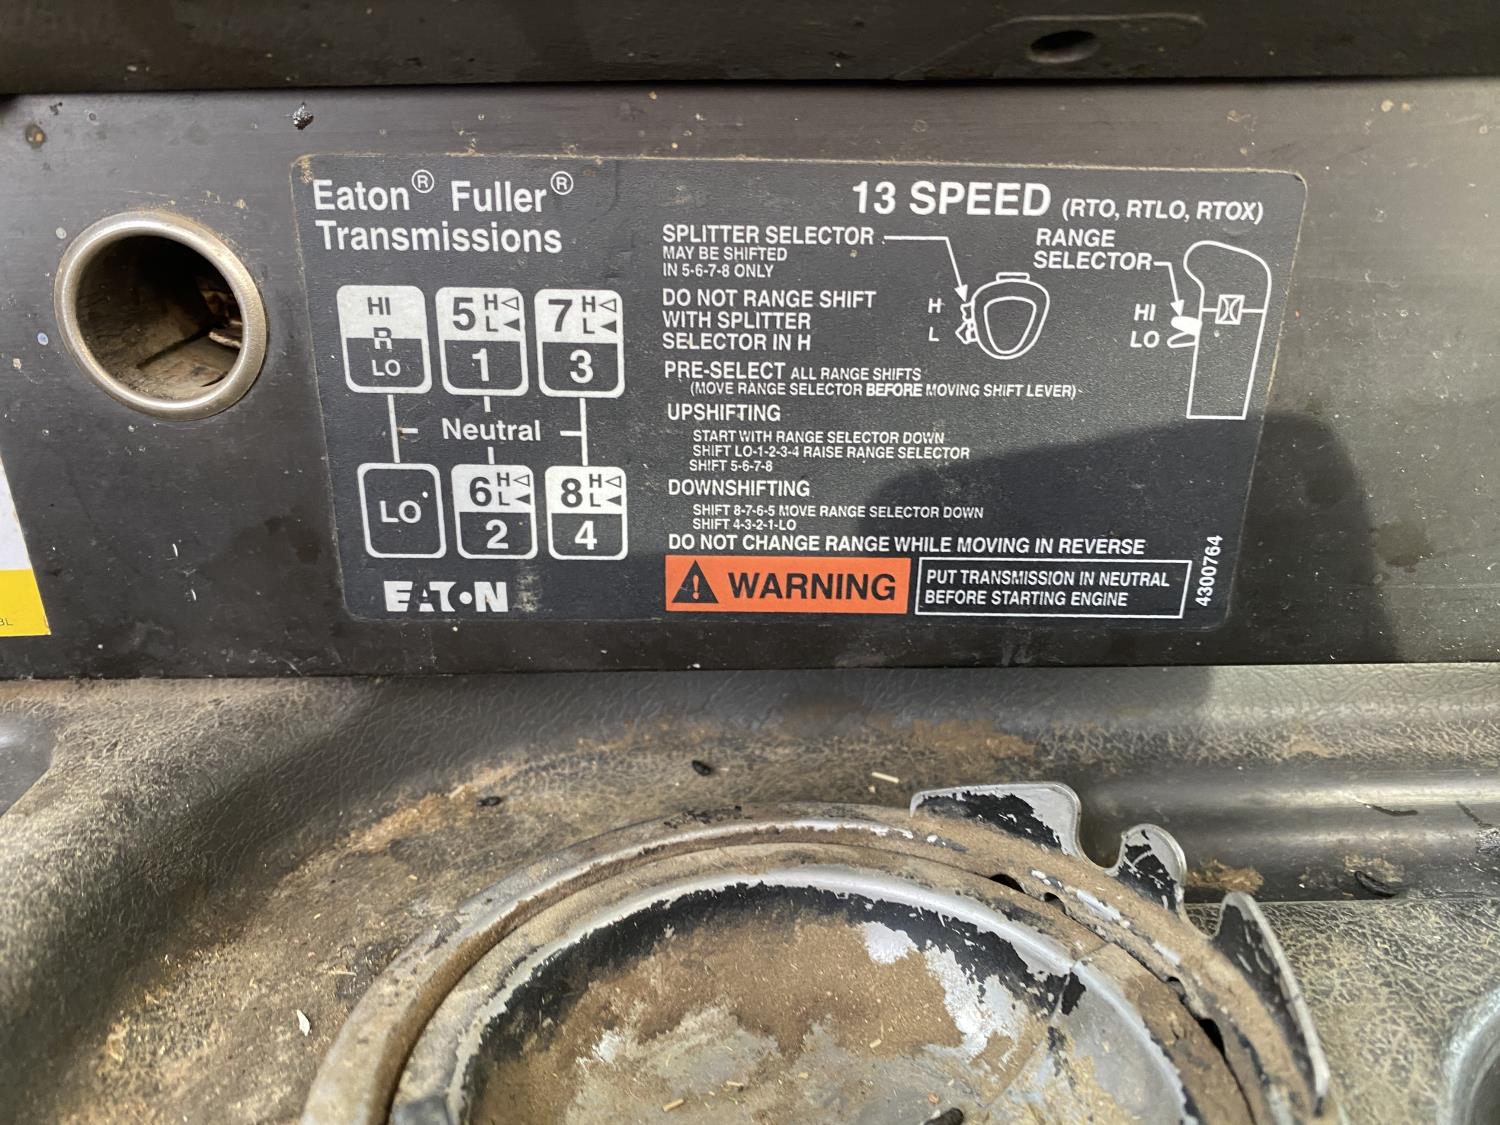 Eaton® Fuller®
Transmissions
HI
R
LO
5 H
L
1
7 H
L
3
Neutral
LO
6 H
L
2
8 H
L
4
EATON
13 SPEED (RTO, RTLO, RTOX)
SPLITTER SELECTOR
MAY BE SHIFTED
IN 5-6-7-8 ONLY
H
L
RANGE
SELECTOR
HI
LO
DO NOT RANGE SHIFT
WITH SPLITTER
SELECTOR IN H
PRE-SELECT ALL RANGE SHIFTS
(MOVE RANGE SELECTOR BEFORE MOVING SHIFT LEVER)
UPSHIFTING
START WITH RANGE SELECTOR DOWN
SHIFT LO-1-2-3-4 RAISE RANGE SELECTOR
SHIFT 5-6-7-8
DOWNSHIFTING
SHIFT 8-7-6-5 MOVE RANGE SELECTOR DOWN
SHIFT 4-3-2-1-LO
DO NOT CHANGE RANGE WHILE MOVING IN REVERSE
WARNING
PUT TRANSMISSION IN NEUTRAL
BEFORE STARTING ENGINE
4300764